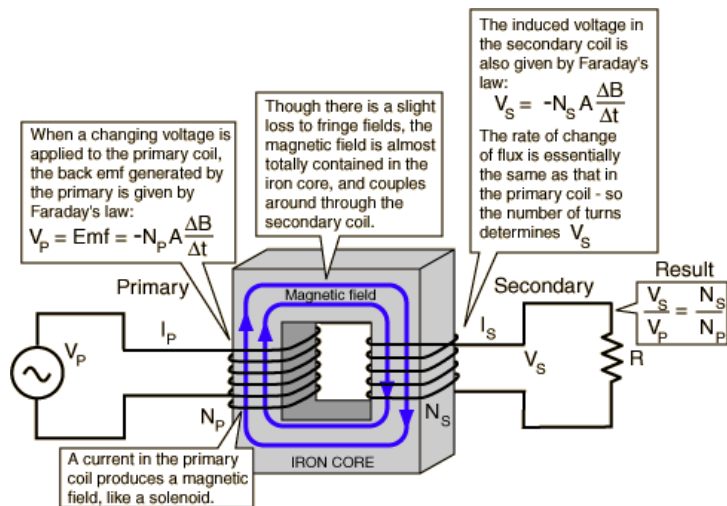 The induced voltage in
the secondary coil is
also given by Faraday's
law:
V_S = -N_S A ΔB/Δt
The rate of change
of flux is essentially
the same as that in
the primary coil - so
the number of turns
determines V_S
Though there is a slight
loss to fringe fields, the
magnetic field is almost
totally contained in the
iron core, and couples
around through the
secondary coil.
When a changing voltage is
applied to the primary coil,
the back emf generated by
the primary is given by
Faraday's law:
V_P = Emf = -N_P A ΔB/Δt
Primary
Magnetic field
Secondary
Result
V_S/V_P = N_S/N_P
I_P
I_S
V_P
V_S
R
N_P
N_S
IRON CORE
A current in the primary
coil produces a magnetic
field, like a solenoid.